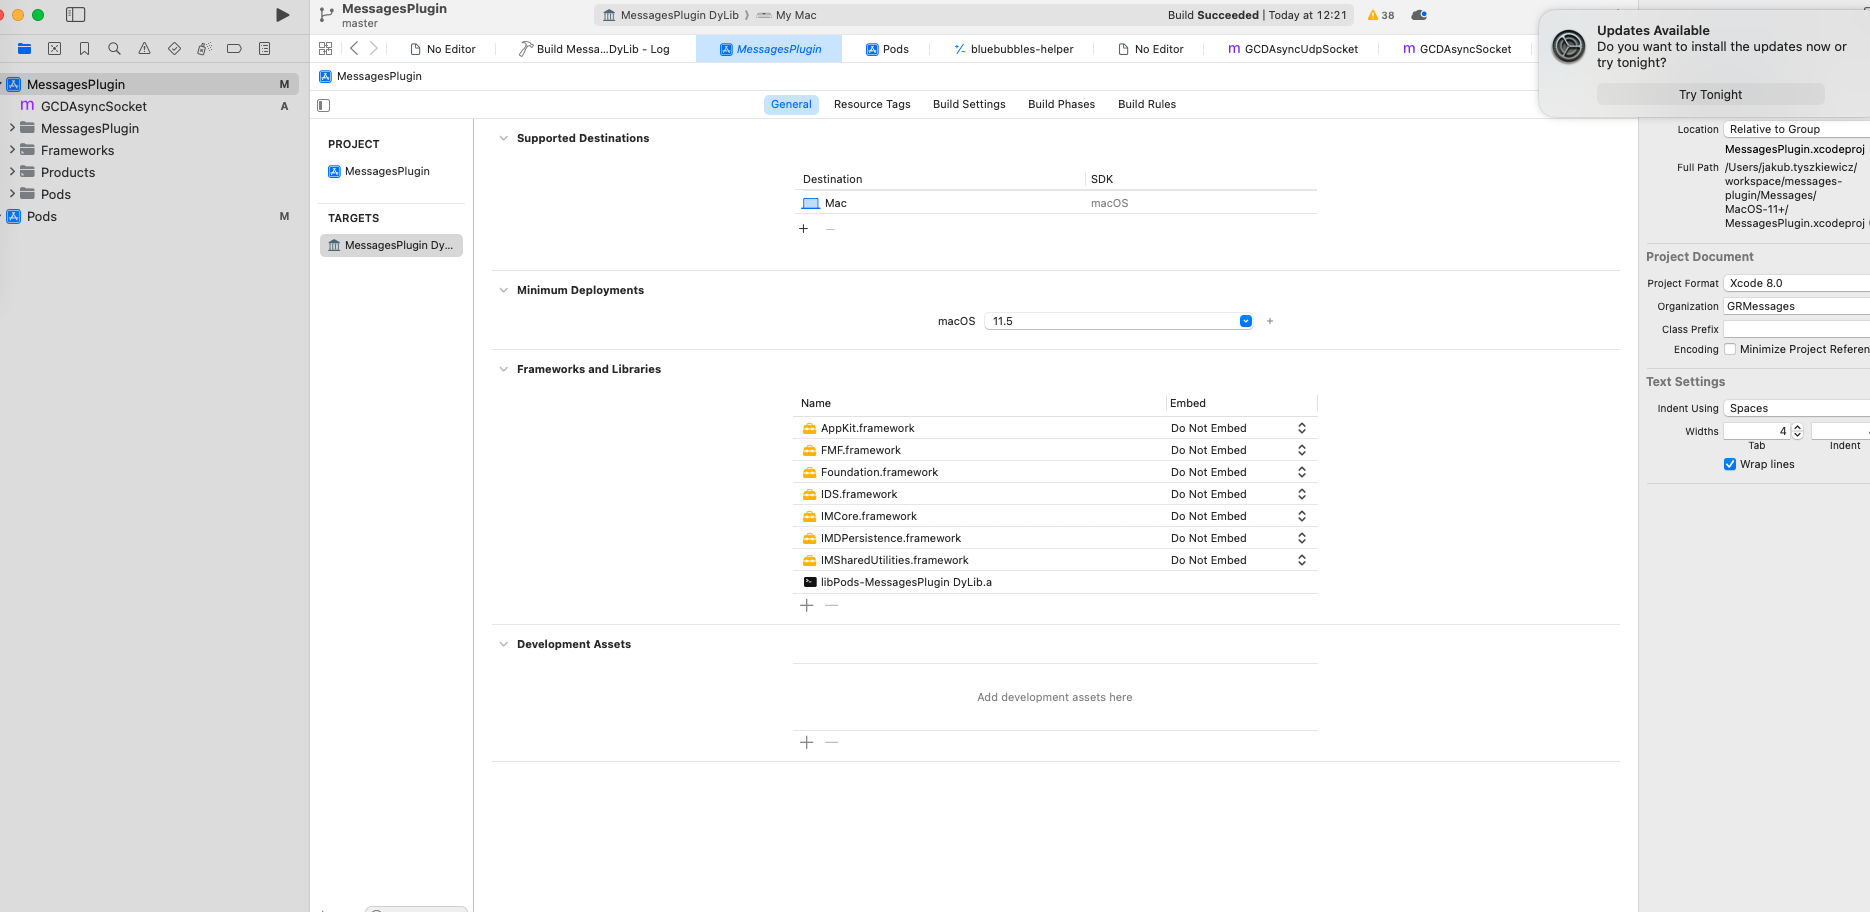 MessagesPlugin
master
MessagesPlugin DyLib
My Mac
Build Succeeded | Today at 12:21
38
No Editor
Build Messa...DyLib - Log
MessagesPlugin
Pods
bluebubbles-helper
No Editor
GCDAsyncUdpSocket
GCDAsyncSocket
Updates Available
Do you want to install the updates now or
try tonight?
Try Tonight
MessagesPlugin M
GCDAsyncSocket A
MessagesPlugin
Frameworks
Products
Pods
Pods M
MessagesPlugin
General
Resource Tags
Build Settings
Build Phases
Build Rules
PROJECT
MessagesPlugin
TARGETS
MessagesPlugin Dy...
Supported Destinations
Destination SDK
Mac macOS
Minimum Deployments
macOS 11.5
Frameworks and Libraries
Name Embed
AppKit.framework Do Not Embed
FMF.framework Do Not Embed
Foundation.framework Do Not Embed
IDS.framework Do Not Embed
IMCore.framework Do Not Embed
IMDPersistence.framework Do Not Embed
IMSharedUtilities.framework Do Not Embed
libPods-MessagesPlugin DyLib.a
Development Assets
Add development assets here
Location Relative to Group
MessagesPlugin.xcodeproj
Full Path /Users/jakub.tyszkiewicz/
workspace/messages-
plugin/Messages/
MacOS-11+/
MessagesPlugin.xcodeproj
Project Document
Project Format Xcode 8.0
Organization GRMessages
Class Prefix
Encoding Minimize Project Referen
Text Settings
Indent Using Spaces
Widths 4
Tab Indent
Wrap lines